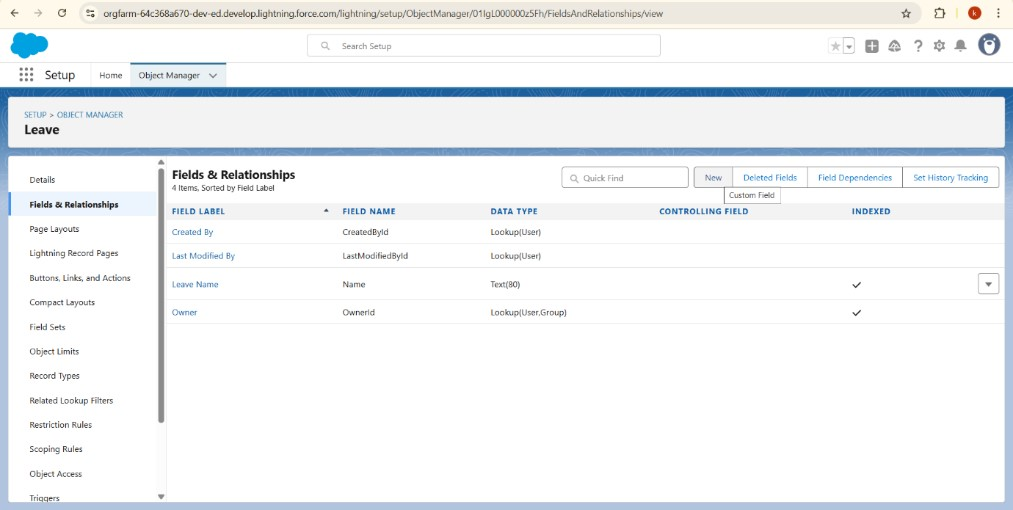 orgfarm-64c368a670-dev-ed.develop.lightning.force.com/lightning/setup/ObjectManager/01IgL000000z5Fh/FieldsAndRelationships/view
k
Search Setup
Setup
Home
Object Manager
SETUP > OBJECT MANAGER
Leave
Details
Fields & Relationships
Page Layouts
Lightning Record Pages
Buttons, Links, and Actions
Compact Layouts
Field Sets
Object Limits
Record Types
Related Lookup Filters
Restriction Rules
Scoping Rules
Object Access
Triggers
Fields & Relationships
4 Items, Sorted by Field Label
Quick Find
New
Deleted Fields
Field Dependencies
Set History Tracking
Custom Field
FIELD LABEL FIELD NAME DATA TYPE CONTROLLING FIELD INDEXED
Created By CreatedById Lookup(User)
Last Modified By LastModifiedById Lookup(User)
Leave Name Name Text(80)
Owner OwnerId Lookup(User,Group)